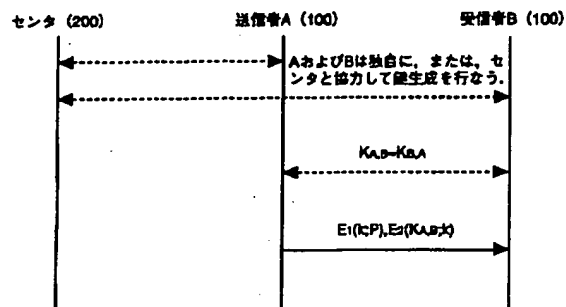 センタ (200)
送信者A (100)
受信者B (100)
AおよびBは独自に，または，セ
ンタと協力して鍵生成を行なう．
KA,B=KB,A
E1(k;P),E2(KA,B;k)